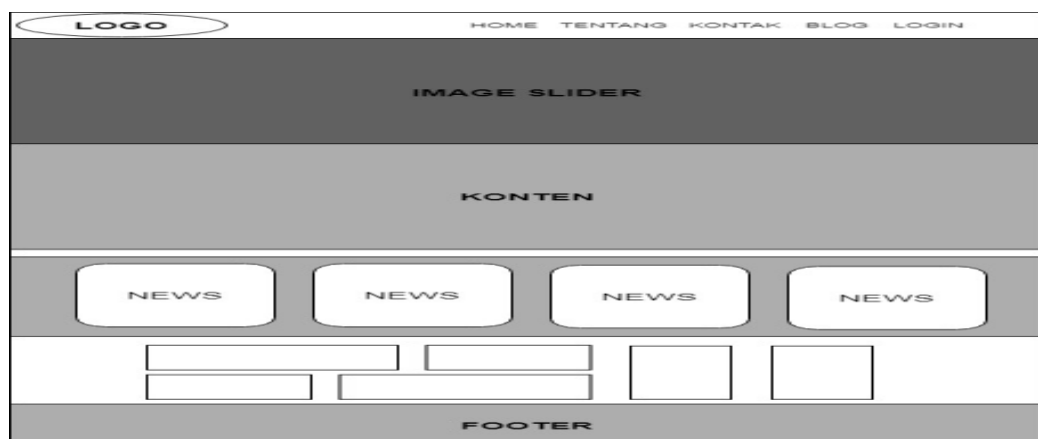 LOGO HOME TENTANG KONTAK BLOG LOGIN
IMAGE SLIDER
KONTEN
NEWS NEWS NEWS NEWS
FOOTER